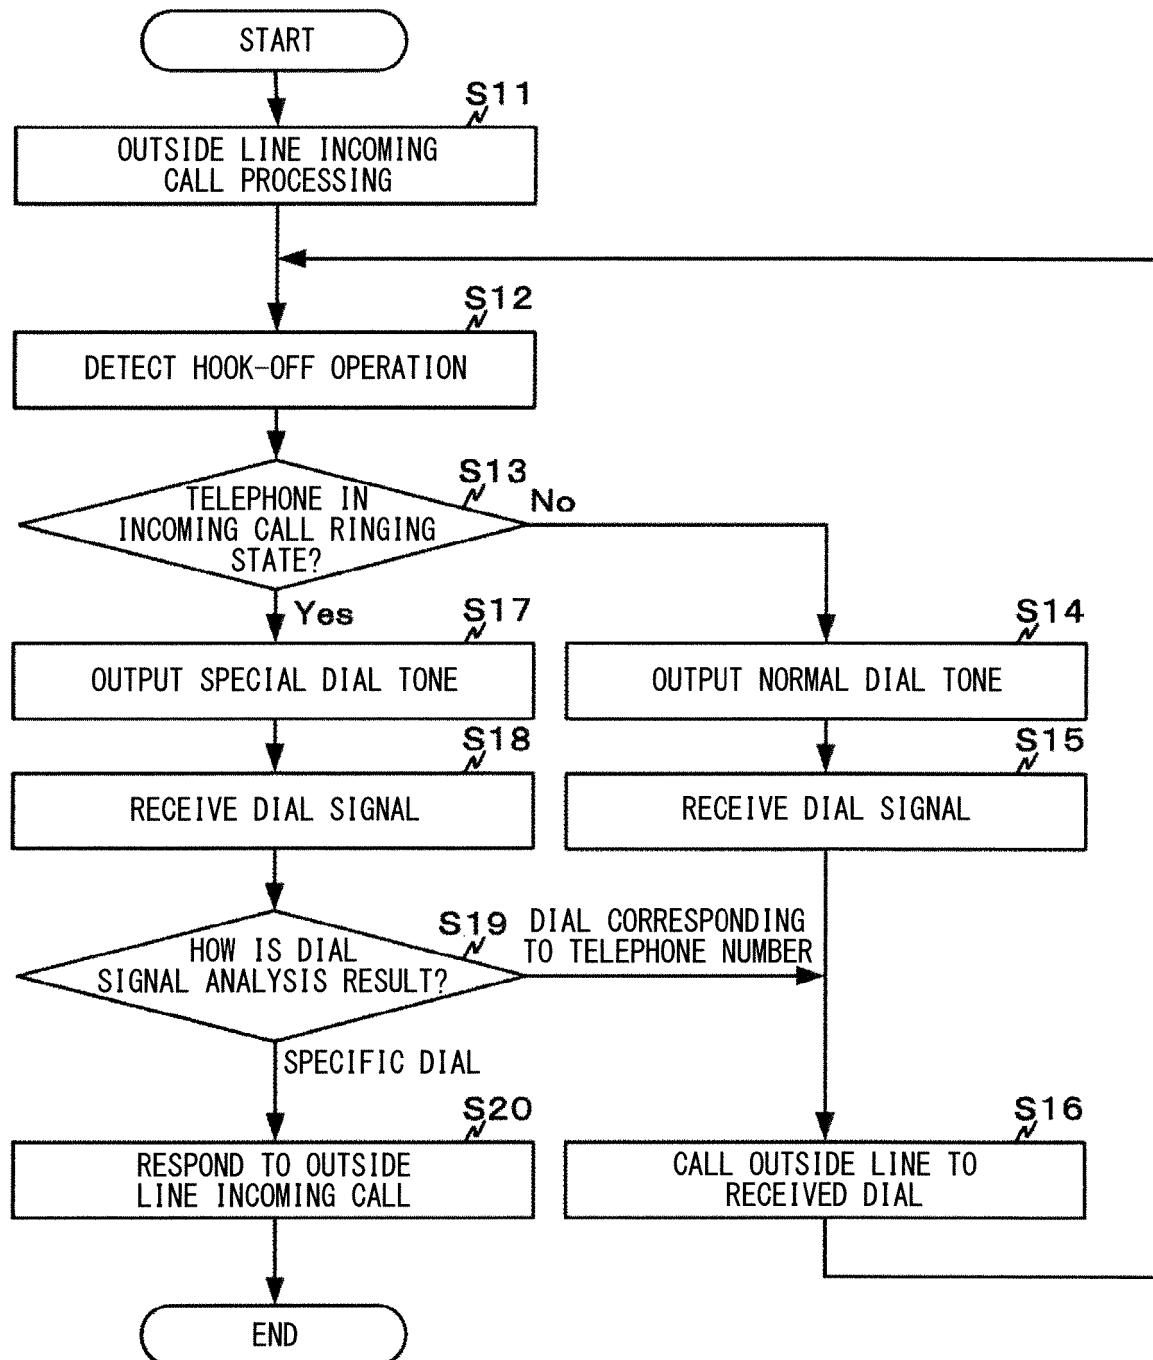 START
S11
OUTSIDE LINE INCOMING
CALL PROCESSING
S12
DETECT HOOK-OFF OPERATION
S13
TELEPHONE IN
INCOMING CALL RINGING
STATE?
No
Yes
S17
OUTPUT SPECIAL DIAL TONE
S14
OUTPUT NORMAL DIAL TONE
S18
RECEIVE DIAL SIGNAL
S15
RECEIVE DIAL SIGNAL
S19
HOW IS DIAL
SIGNAL ANALYSIS RESULT?
DIAL CORRESPONDING
TO TELEPHONE NUMBER
SPECIFIC DIAL
S20
RESPOND TO OUTSIDE
LINE INCOMING CALL
S16
CALL OUTSIDE LINE TO
RECEIVED DIAL
END